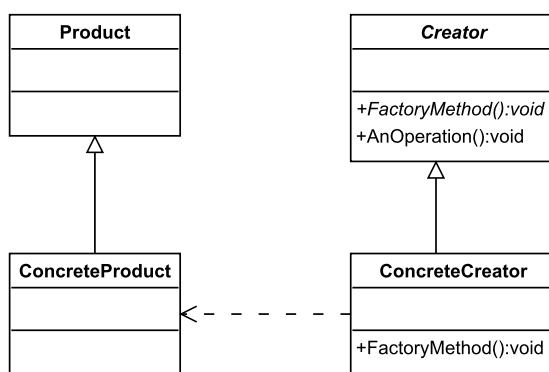 Product
Creator
+FactoryMethod():void
+AnOperation():void
ConcreteProduct
ConcreteCreator
+FactoryMethod():void